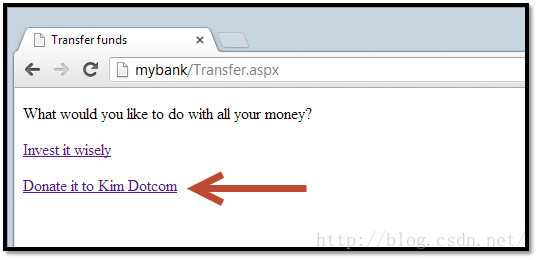 Transfer funds
mybank/Transfer.aspx
What would you like to do with all your money?
Invest it wisely
Donate it to Kim Dotcom
http://blog.csdn.net/